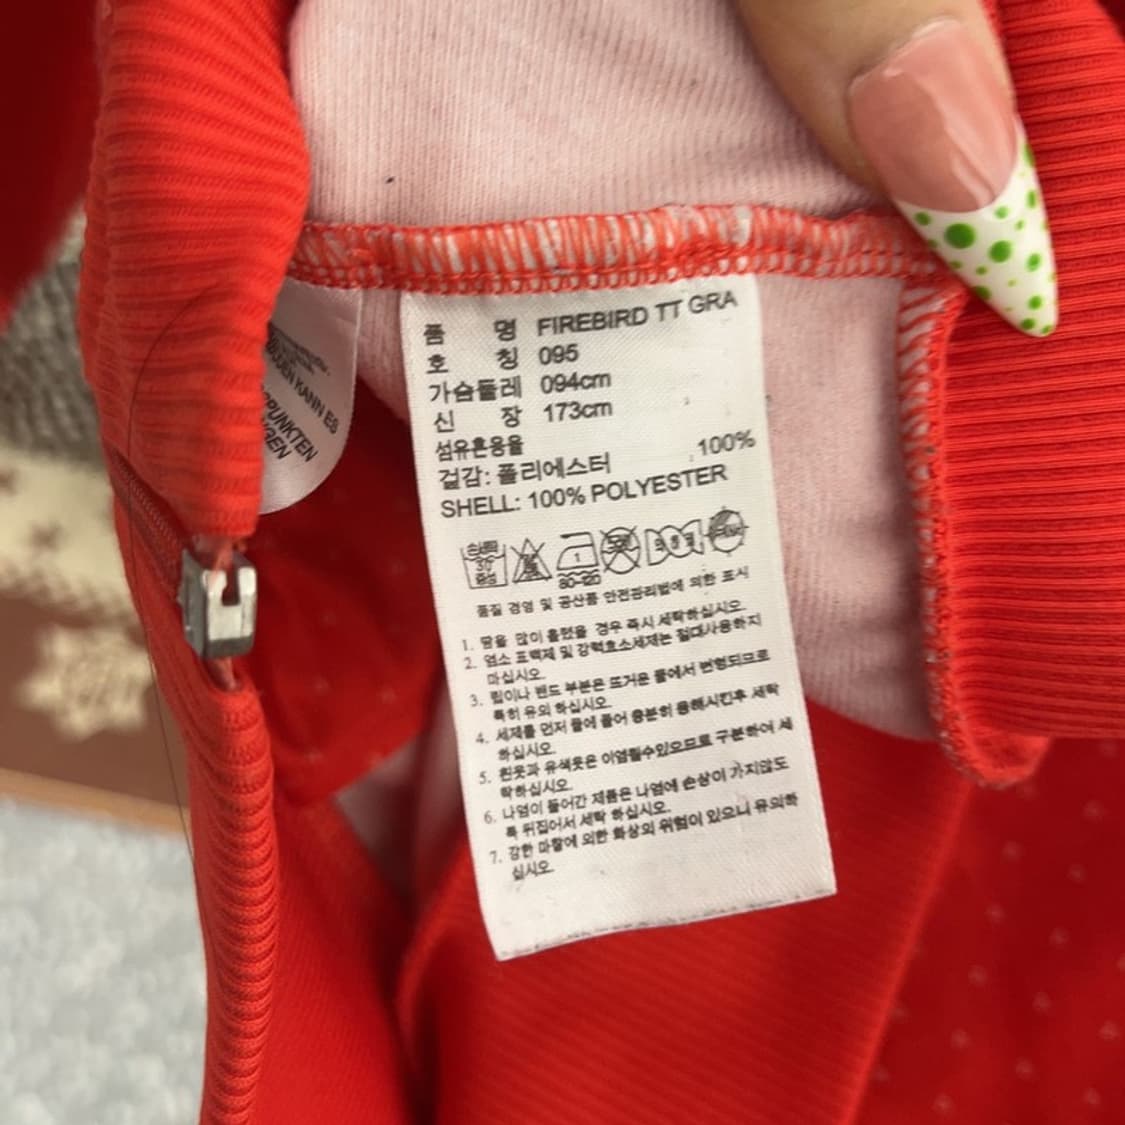 품 명 FIREBIRD TT GRA
호 칭 095
가슴둘레 094cm
신 장 173cm
섬유혼용율
겉감: 폴리에스터 100%
SHELL: 100% POLYESTER
80-120
품질 경영 및 공산품 안전관리법에 의한 표시
1. 땀을 많이 흘렸을 경우 즉시 세탁하십시오.
2. 염소 표백제 및 강력효소세제는 절대사용하지
마십시오.
3. 립이나 밴드 부분은 뜨거운 물에서 변형되므로
특히 유의 하십시오.
4. 세제를 먼저 물에 풀어 충분히 용해시킨후 세탁
하십시오.
5. 흰옷과 유색옷은 이염될수있으므로 구분하여 세
탁하십시오.
6. 나염이 들어간 제품은 나염에 손상이 가지않도
록 뒤집어서 세탁 하십시오.
7. 강한 마찰에 의한 화상의 위험이 있으니 유의하
십시오.
KANN ES
PUNKTEN